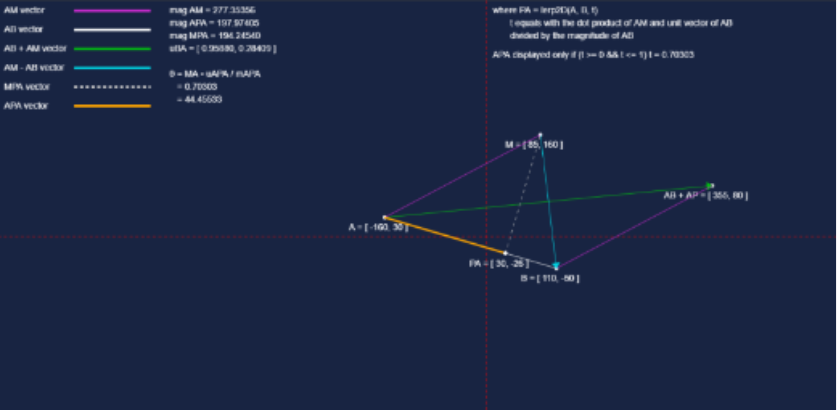 AM vector
AB vector
AB + AM vector
AM - AB vector
MPA vector
APA vector
mag AM = 277.35356
mag APA = 197.97405
mag MPA = 194.24540
uBA = [ 0.95880, 0.28409 ]
θ = MA • uAPA / mAPA
= 0.70303
= 44.45533
where PA = lerp2D(A, B, t)
t equals with the dot product of AM and unit vector of AB
divided by the magnitude of AB
APA displayed only if (t >= 0 && t <= 1) t = 0.70303
M = [ 85, 160 ]
AB + AP = [ 355, 80 ]
A = [ -160, 30 ]
PA = [ 30, -25 ]
B = [ 110, -50 ]